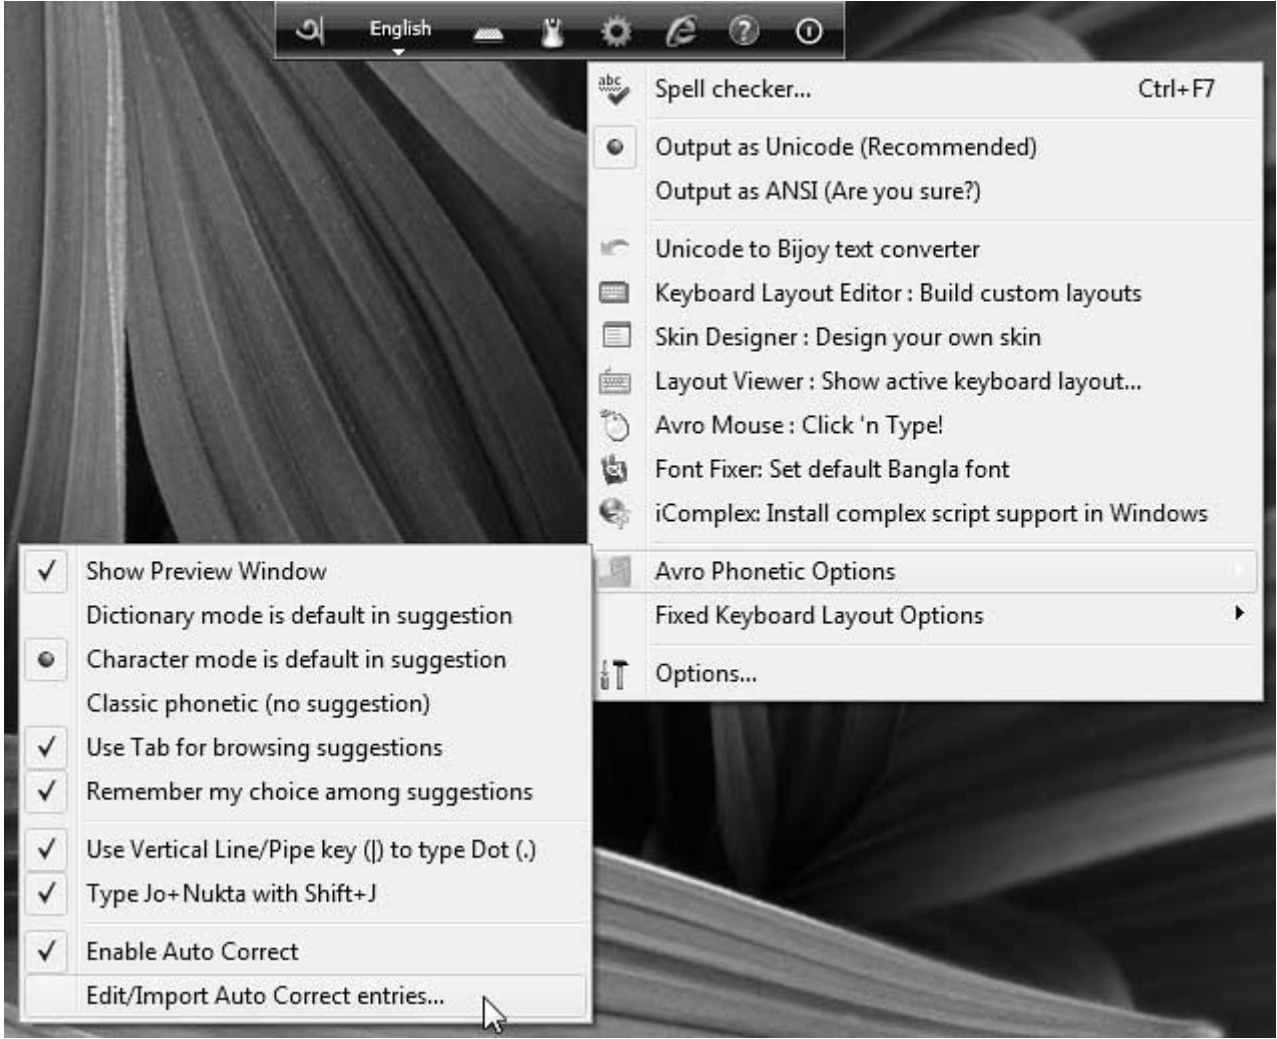 English
Spell checker... Ctrl+F7
Output as Unicode (Recommended)
Output as ANSI (Are you sure?)
Unicode to Bijoy text converter
Keyboard Layout Editor : Build custom layouts
Skin Designer : Design your own skin
Layout Viewer : Show active keyboard layout...
Avro Mouse : Click 'n Type!
Font Fixer: Set default Bangla font
iComplex: Install complex script support in Windows
Avro Phonetic Options
Fixed Keyboard Layout Options
Options...
Show Preview Window
Dictionary mode is default in suggestion
Character mode is default in suggestion
Classic phonetic (no suggestion)
Use Tab for browsing suggestions
Remember my choice among suggestions
Use Vertical Line/Pipe key (|) to type Dot (.)
Type Jo+Nukta with Shift+J
Enable Auto Correct
Edit/Import Auto Correct entries...